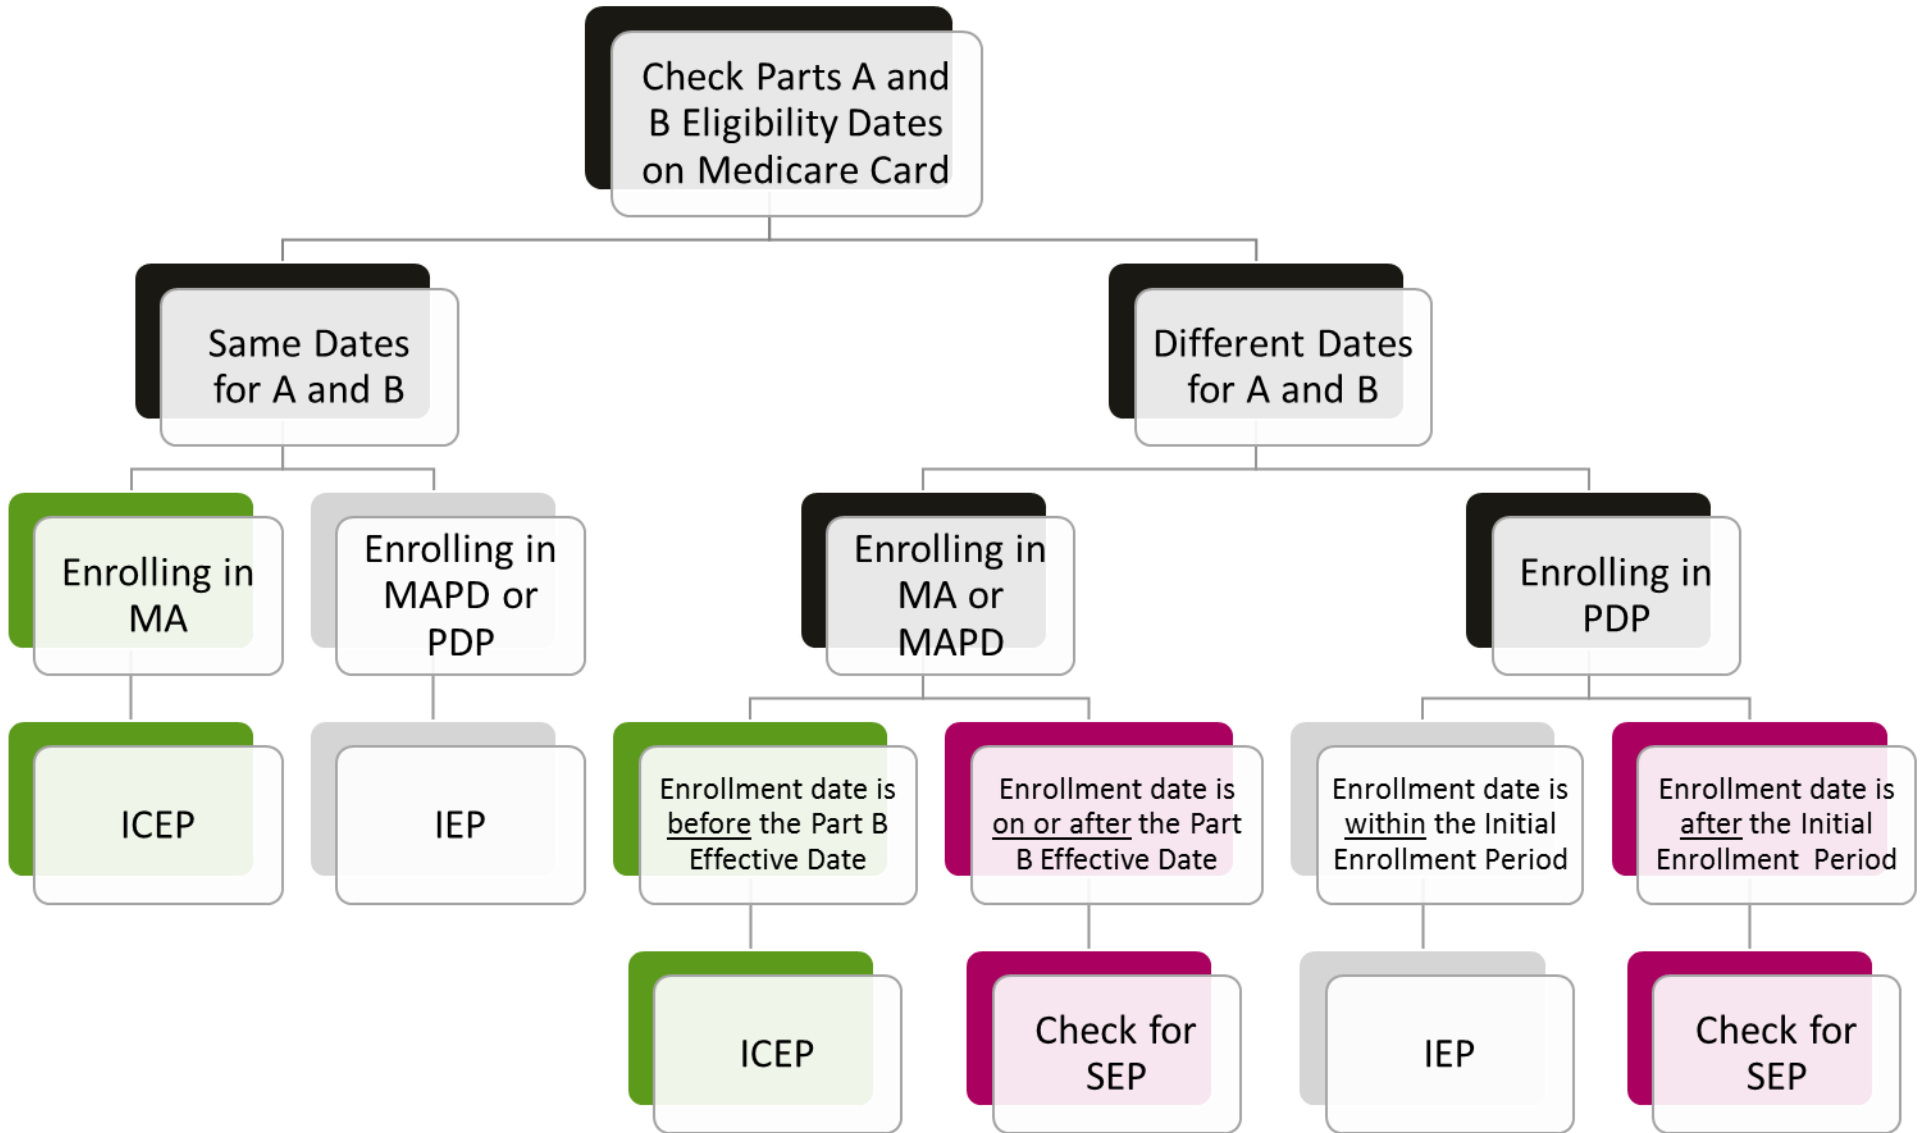 Check Parts A and
B Eligibility Dates
on Medicare Card
Same Dates
for A and B
Different Dates
for A and B
Enrolling in
MA
Enrolling in
MAPD or
PDP
Enrolling in
MA or
MAPD
Enrolling in
PDP
ICEP
IEP
Enrollment date is
before the Part B
Effective Date
Enrollment date is
on or after the Part
B Effective Date
Enrollment date is
within the Initial
Enrollment Period
Enrollment date is
after the Initial
Enrollment Period
ICEP
Check for
SEP
IEP
Check for
SEP